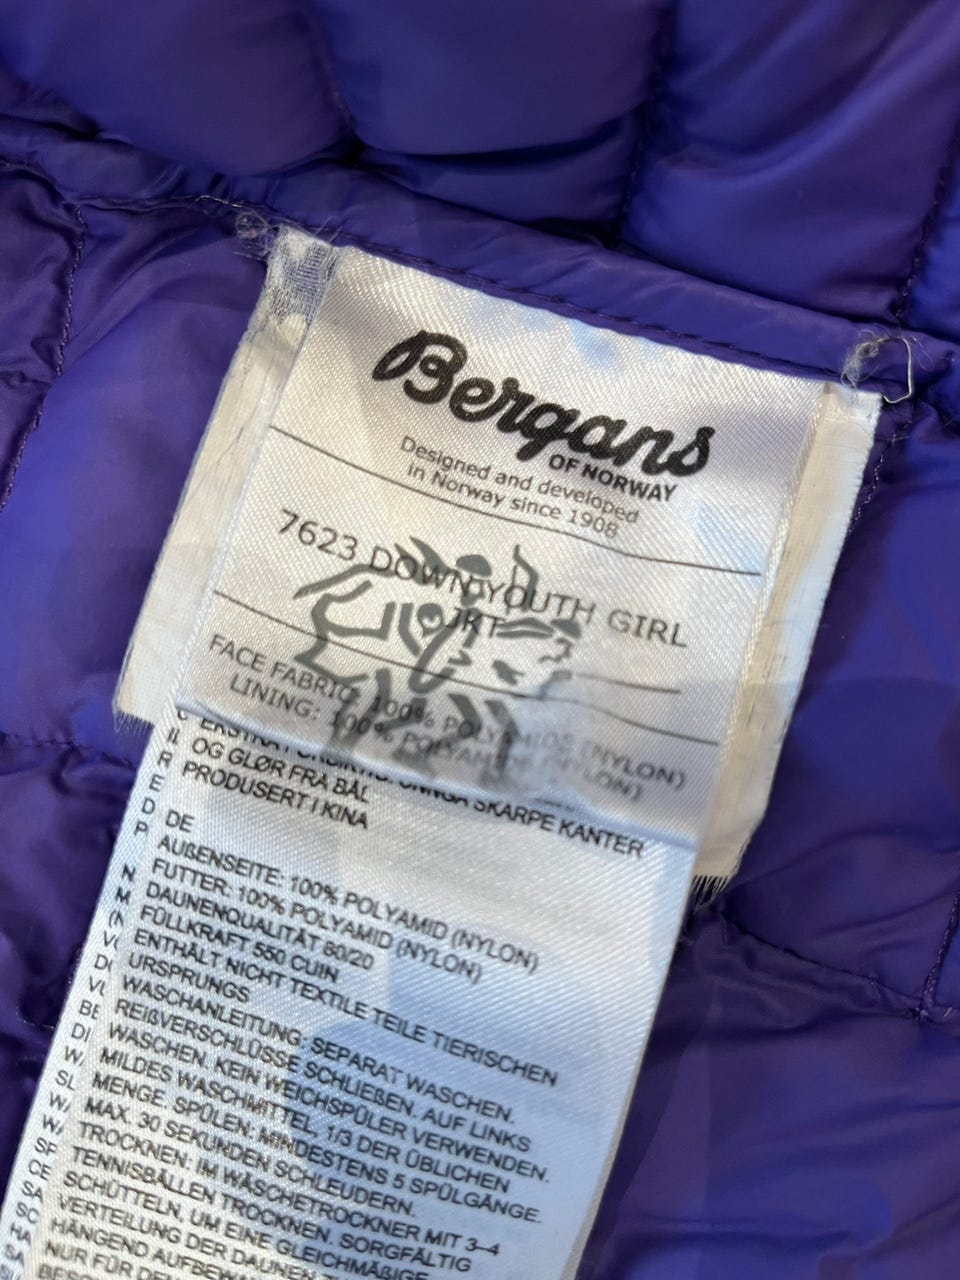 Bergans
OF NORWAY
Designed and developed
in Norway since 1908
7623 DOWN YOUTH GIRL
JKT
FACE FABRIC 100% POLYAMIDE (NYLON)
LINING: 100% POLYAMIDE (NYLON)
SKARPE KANTER
OG GLØR FRA BÅL
PRODUSERT I KINA
DE
AUßENSEITE: 100% POLYAMID (NYLON)
FUTTER: 100% POLYAMID (NYLON)
DAUNENQUALITÄT 80/20
FÜLLKRAFT 550 CUIN
ENTHÄLT NICHT TEXTILE TEILE TIERISCHEN
URSPRUNGS
WASCHANLEITUNG: SEPARAT WASCHEN.
REIßVERSCHLÜSSE SCHLIEßEN. AUF LINKS
WASCHEN. KEIN WEICHSPÜLER VERWENDEN.
MILDES WASCHMITTEL, 1/3 DER ÜBLICHEN
MENGE. SPÜLEN, MINDESTENS 5 SPÜLGÄNGE.
MAX. 30 SEKUNDEN SCHLEUDERN.
TROCKNEN: IM WÄSCHETROCKNER MIT 3–4
TENNISBÄLLEN TROCKNEN. SORGFÄLTIG
SCHÜTTELN, UM EINE GLEICHMÄßIGE
VERTEILUNG DER DAUNEN
HÄNGEND
NUR FÜR